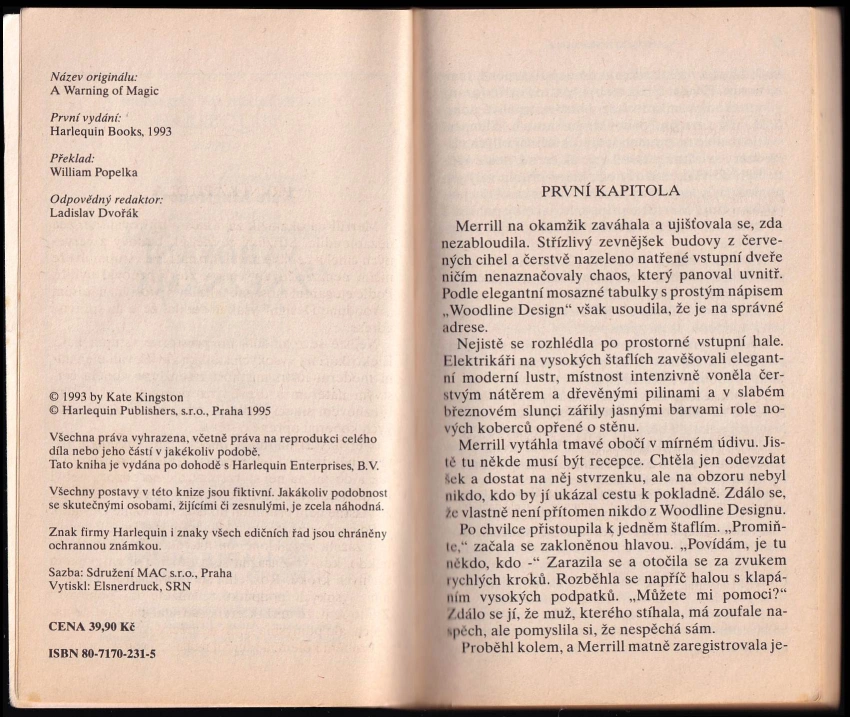 Název originálu:
A Warning of Magic
První vydání:
Harlequin Books, 1993
Překlad:
William Popelka
Odpovědný redaktor:
Ladislav Dvořák
© 1993 by Kate Kingston
© Harlequin Publishers, s.r.o., Praha 1995
Všechna práva vyhrazena, včetně práva na reprodukci celého
díla nebo jeho částí v jakékoliv podobě.
Tato kniha je vydána po dohodě s Harlequin Enterprises, B.V.
Všechny postavy v této knize jsou fiktivní. Jakákoliv podobnost
se skutečnými osobami, žijícími či zesnulými, je zcela náhodná.
Znak firmy Harlequin i znaky všech edičních řad jsou chráněny
ochrannou známkou.
Sazba: Sdružení MAC s.r.o., Praha
Vytiskl: Elsnerdruck, SRN
CENA 39,90 Kč
ISBN 80-7170-231-5
PRVNÍ KAPITOLA
Merrill na okamžik zaváhala a ujišťovala se, zda
nezabloudila. Střízlivý zevnějšek budovy z červe-
ných cihel a čerstvě nazeleno natřené vstupní dveře
ničím nenaznačovaly chaos, který panoval uvnitř.
Podle elegantní mosazné tabulky s prostým nápisem
„Woodline Design“ však usoudila, že je na správné
adrese.
Nejistě se rozhlédla po prostorné vstupní hale.
Elektrikáři na vysokých štaflích zavěšovali elegant-
ní moderní lustr, místnost intenzivně voněla čer-
stvým nátěrem a dřevěnými pilinami a v slabém
březnovém slunci zářily jasnými barvami role no-
vých koberců opřené o stěnu.
Merrill vytáhla tmavé obočí v mírném údivu. Jis-
tě tu někde musí být recepce. Chtěla jen odevzdat
šek a dostat na něj stvrzenku, ale na obzoru nebyl
nikdo, kdo by jí ukázal cestu k pokladně. Zdálo se,
že vlastně není přítomen nikdo z Woodline Designu.
Po chvilce přistoupila k jedněm štaflím. „Promiň-
te,“ začala se zakloněnou hlavou. „Povídám, je tu
někdo, kdo -“ Zarazila se a otočila se za zvukem
rychlých kroků. Rozběhla se napříč halou s klapá-
ním vysokých podpatků. „Můžete mi pomoci?“
Zdálo se jí, že muž, kterého stíhala, má zoufale na-
spěch, ale pomyslila si, že nespěchá sám.
Proběhl kolem, a Merrill matně zaregistrovala je-